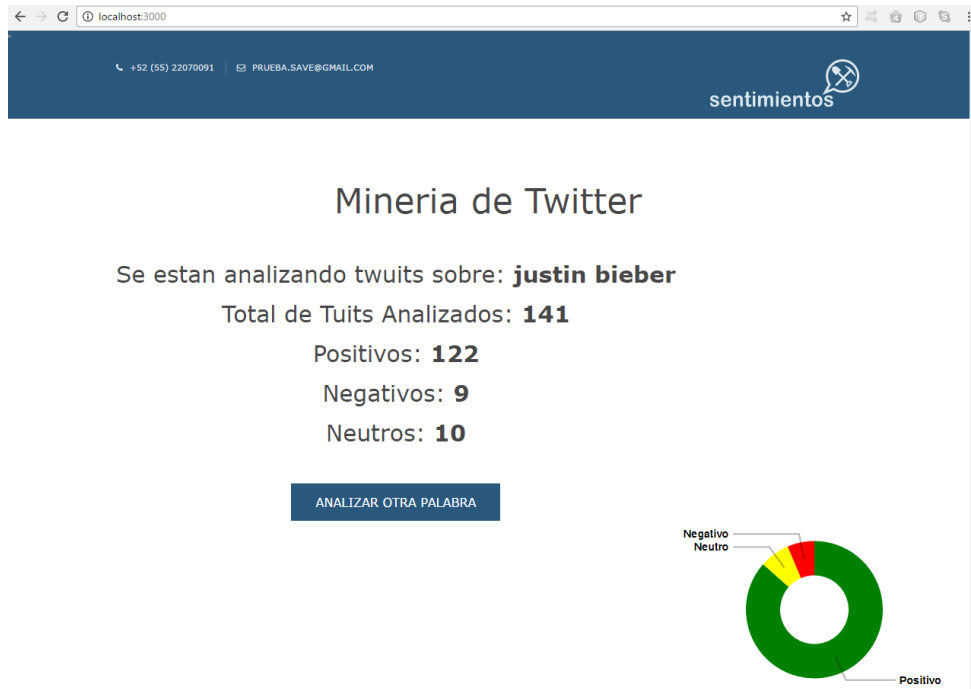 localhost:3000
+52 (55) 22070091 PRUEBA.SAVE@GMAIL.COM
sentimientos
Mineria de Twitter
Se estan analizando twuits sobre: justin bieber
Total de Tuits Analizados: 141
Positivos: 122
Negativos: 9
Neutros: 10
ANALIZAR OTRA PALABRA
Negativo
Neutro
Positivo